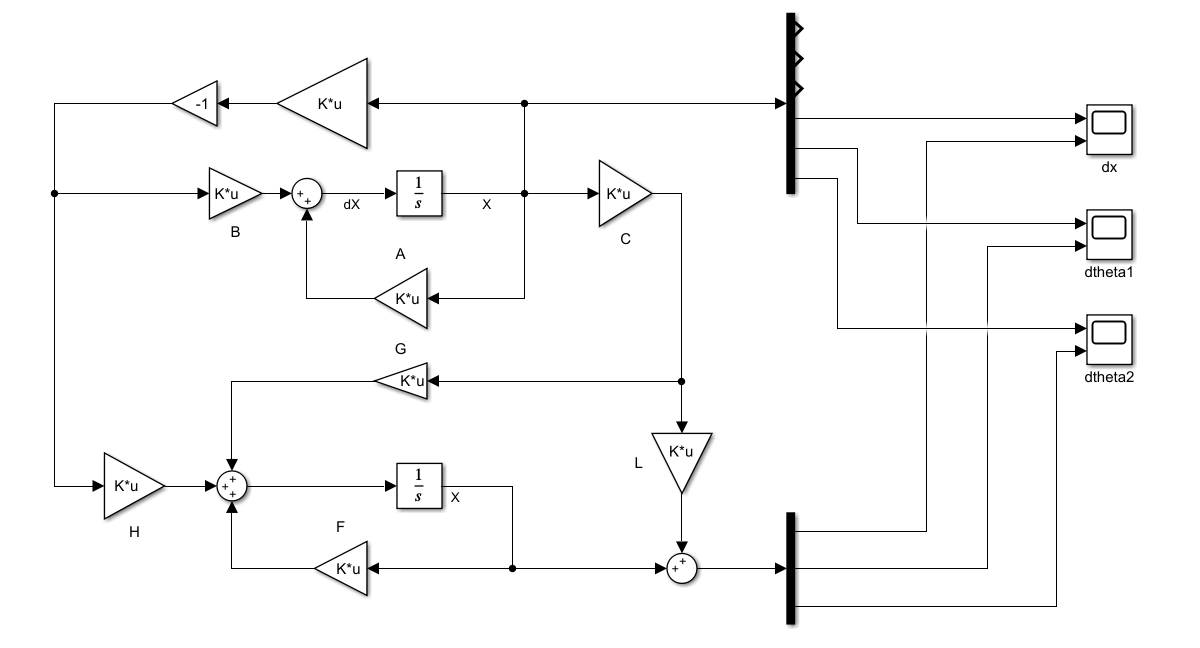 -1
K*u
dx
K*u
+
+
dX
1
s
X
K*u
B
C
A
K*u
dtheta1
G
K*u
dtheta2
K*u
L
K*u
+
+
+
1
s
X
H
F
K*u
+
+